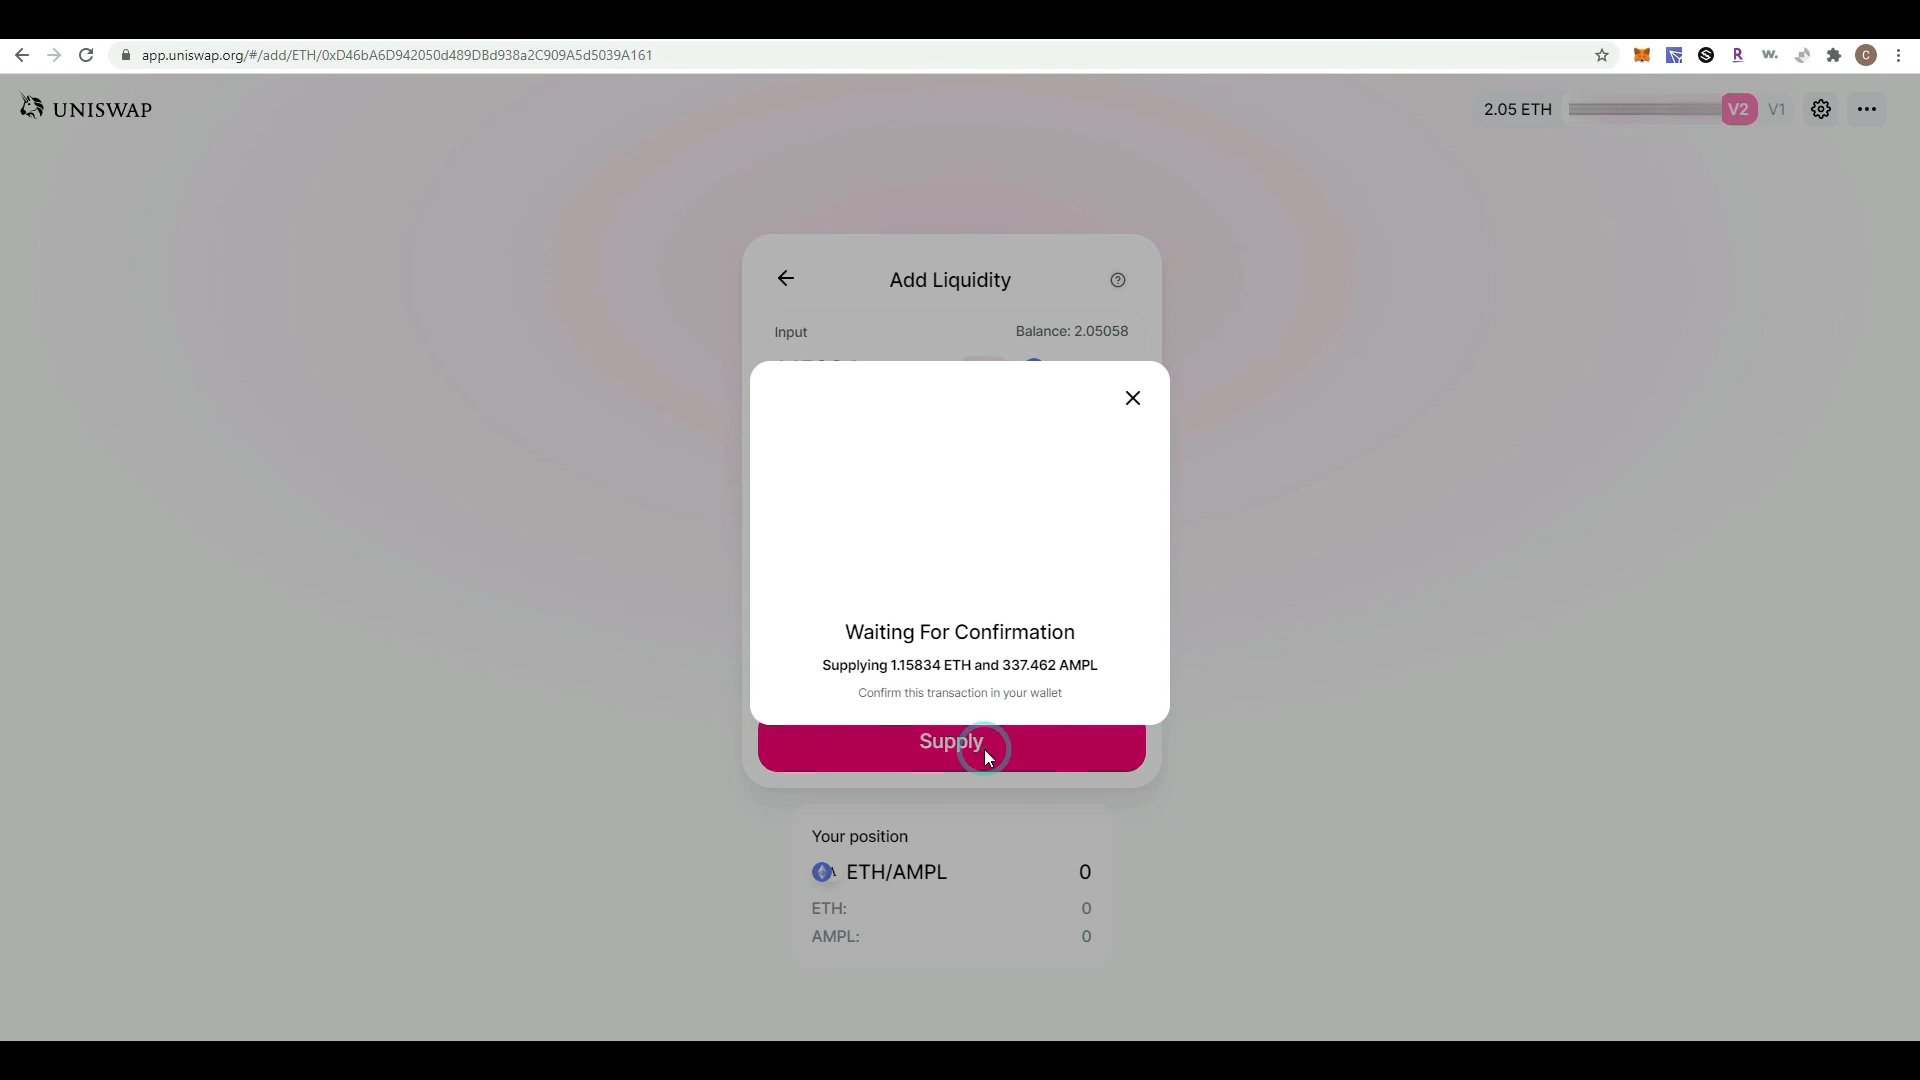 app.uniswap.org/#/add/ETH/0xD46bA6D942050d489DBd938a2C909A5d5039A161
UNISWAP
2.05 ETH
V2
V1
Add Liquidity
Input
Balance: 2.05058
Waiting For Confirmation
Supplying 1.15834 ETH and 337.462 AMPL
Confirm this transaction in your wallet
Supply
Your position
ETH/AMPL 0
ETH: 0
AMPL: 0